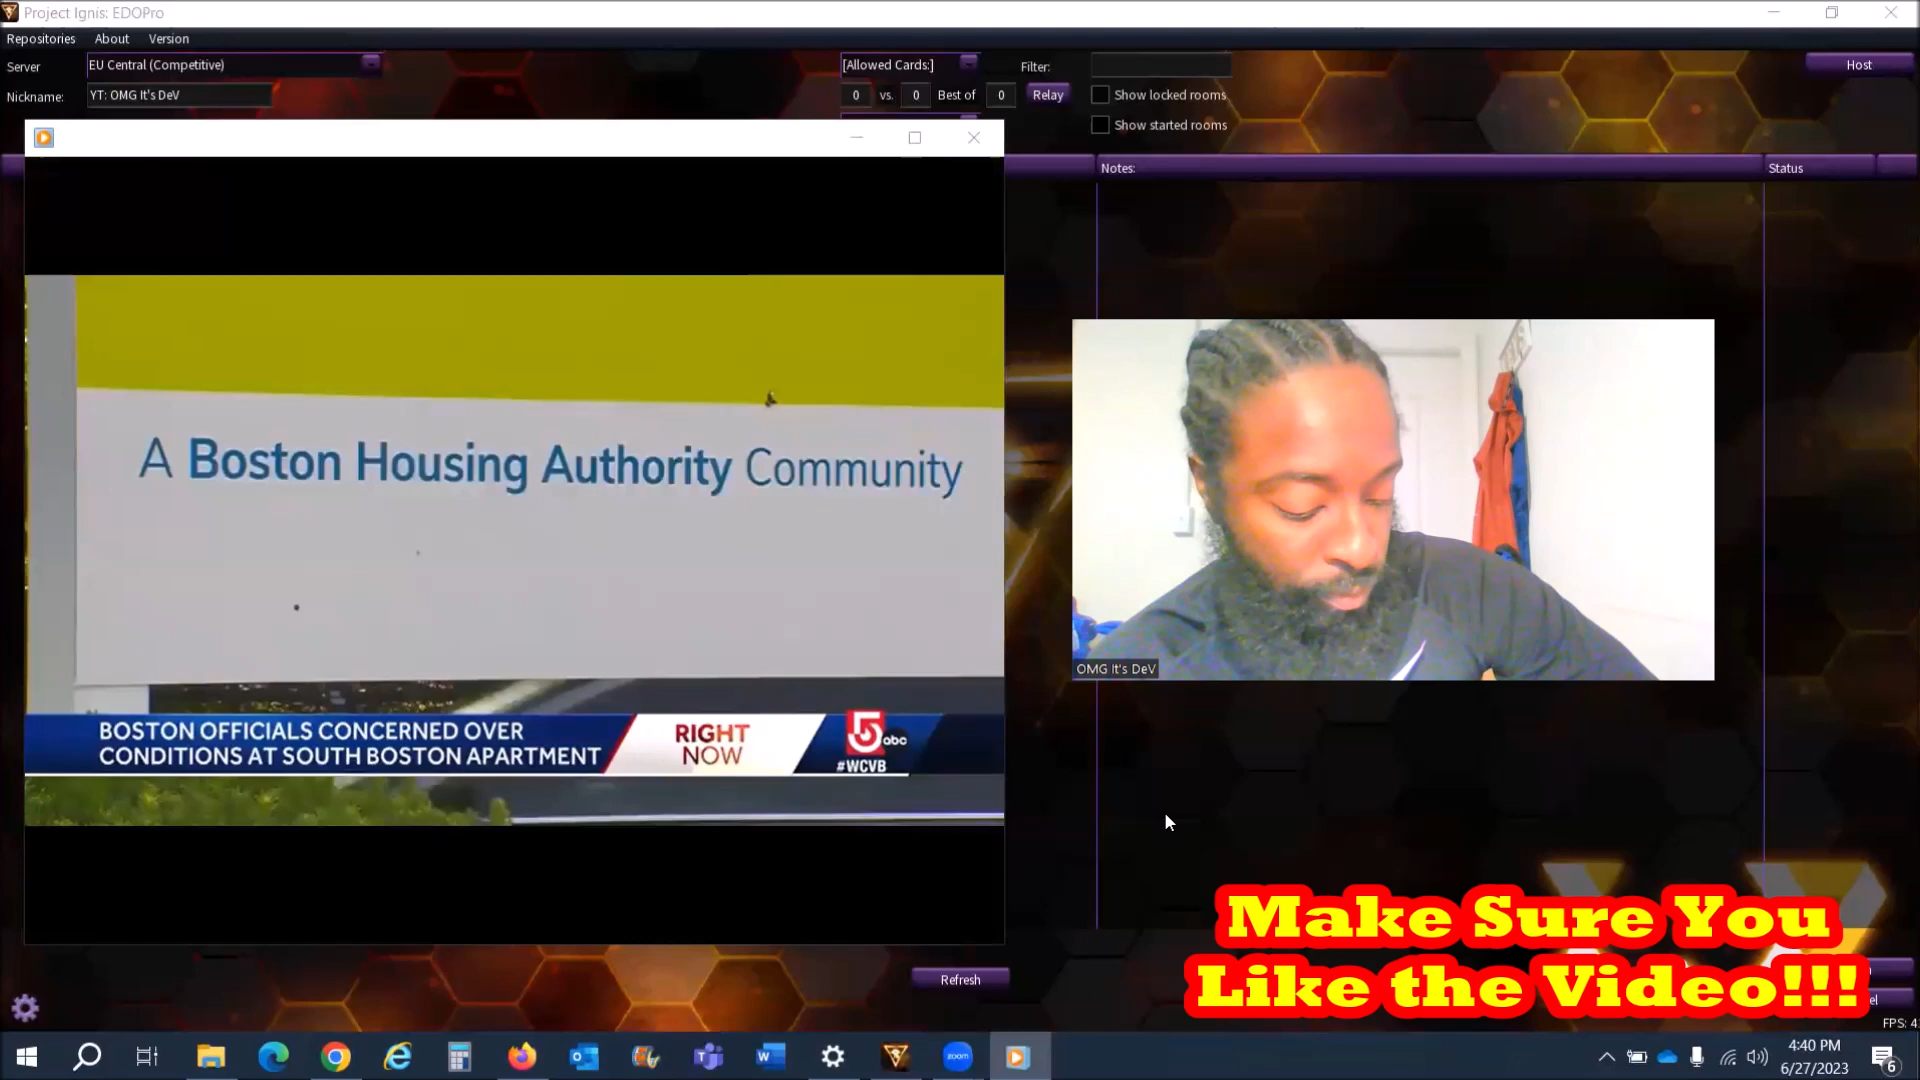 Project Ignis: EDOPro
Repositories About Version
Server EU Central (Competitive) [Allowed Cards:] Filter: Host
Nickname: YT: OMG It's DeV 0 vs. 0 Best of 0 Relay Show locked rooms
Show started rooms
Notes: Status
A Boston Housing Authority Community
OMG It's DeV
BOSTON OFFICIALS CONCERNED OVER
CONDITIONS AT SOUTH BOSTON APARTMENT
RIGHT
NOW
5 abc
#WCVB
Make Sure You
Like the Video!!!
Refresh
zoom
4:40 PM
6/27/2023
6